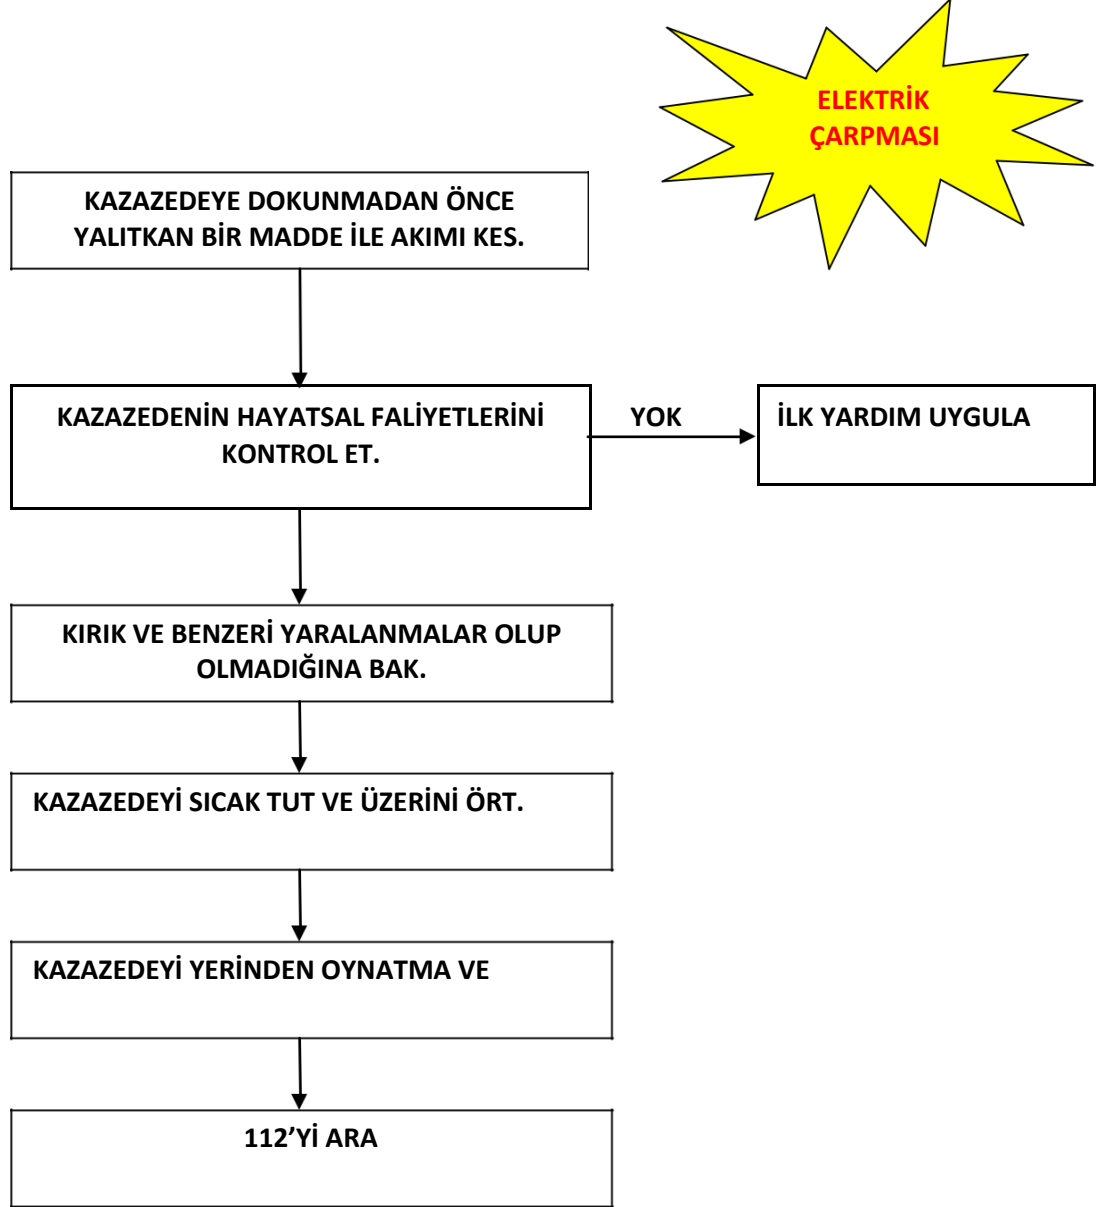 ELEKTRİK
ÇARPMASI
KAZAZEDEYE DOKUNMADAN ÖNCE
YALITKAN BİR MADDE İLE AKIMI KES.
KAZAZEDENİN HAYATSAL FALİYETLERİNİ
KONTROL ET.
YOK
İLK YARDIM UYGULA
KIRIK VE BENZERİ YARALANMALAR OLUP
OLMADIĞINA BAK.
KAZAZEDEYİ SICAK TUT VE ÜZERİNİ ÖRT.
KAZAZEDEYİ YERİNDEN OYNATMA VE
112’Yİ ARA